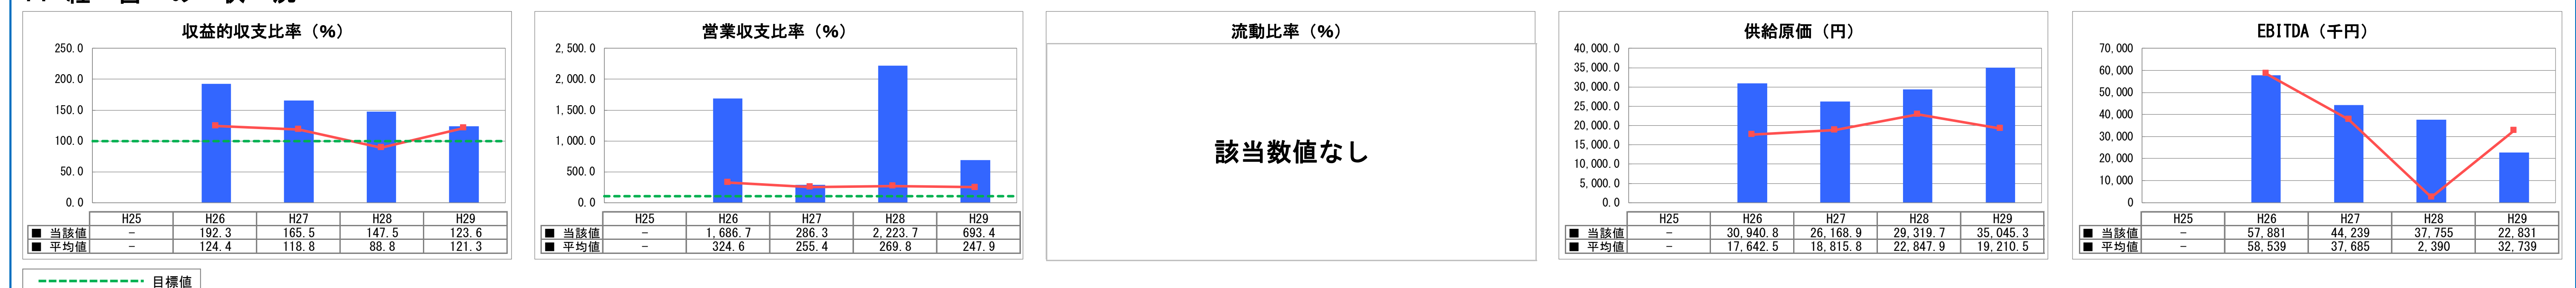 収益的収支比率（％）
250.0
200.0
150.0
100.0
50.0
0.0
H25 H26 H27 H28 H29
■ 当該値 - 192.3 165.5 147.5 123.6
■ 平均値 - 124.4 118.8 88.8 121.3
営業収支比率（％）
2,500.0
2,000.0
1,500.0
1,000.0
500.0
0.0
H25 H26 H27 H28 H29
■ 当該値 - 1,686.7 286.3 2,223.7 693.4
■ 平均値 - 324.6 255.4 269.8 247.9
流動比率（％）
該当数値なし
供給原価（円）
40,000.0
35,000.0
30,000.0
25,000.0
20,000.0
15,000.0
10,000.0
5,000.0
0.0
H25 H26 H27 H28 H29
■ 当該値 - 30,940.8 26,168.9 29,319.7 35,045.3
■ 平均値 - 17,642.5 18,815.8 22,847.9 19,210.5
EBITDA（千円）
70,000
60,000
50,000
40,000
30,000
20,000
10,000
0
H25 H26 H27 H28 H29
■ 当該値 - 57,881 44,239 37,755 22,831
■ 平均値 - 58,539 37,685 2,390 32,739
目標値